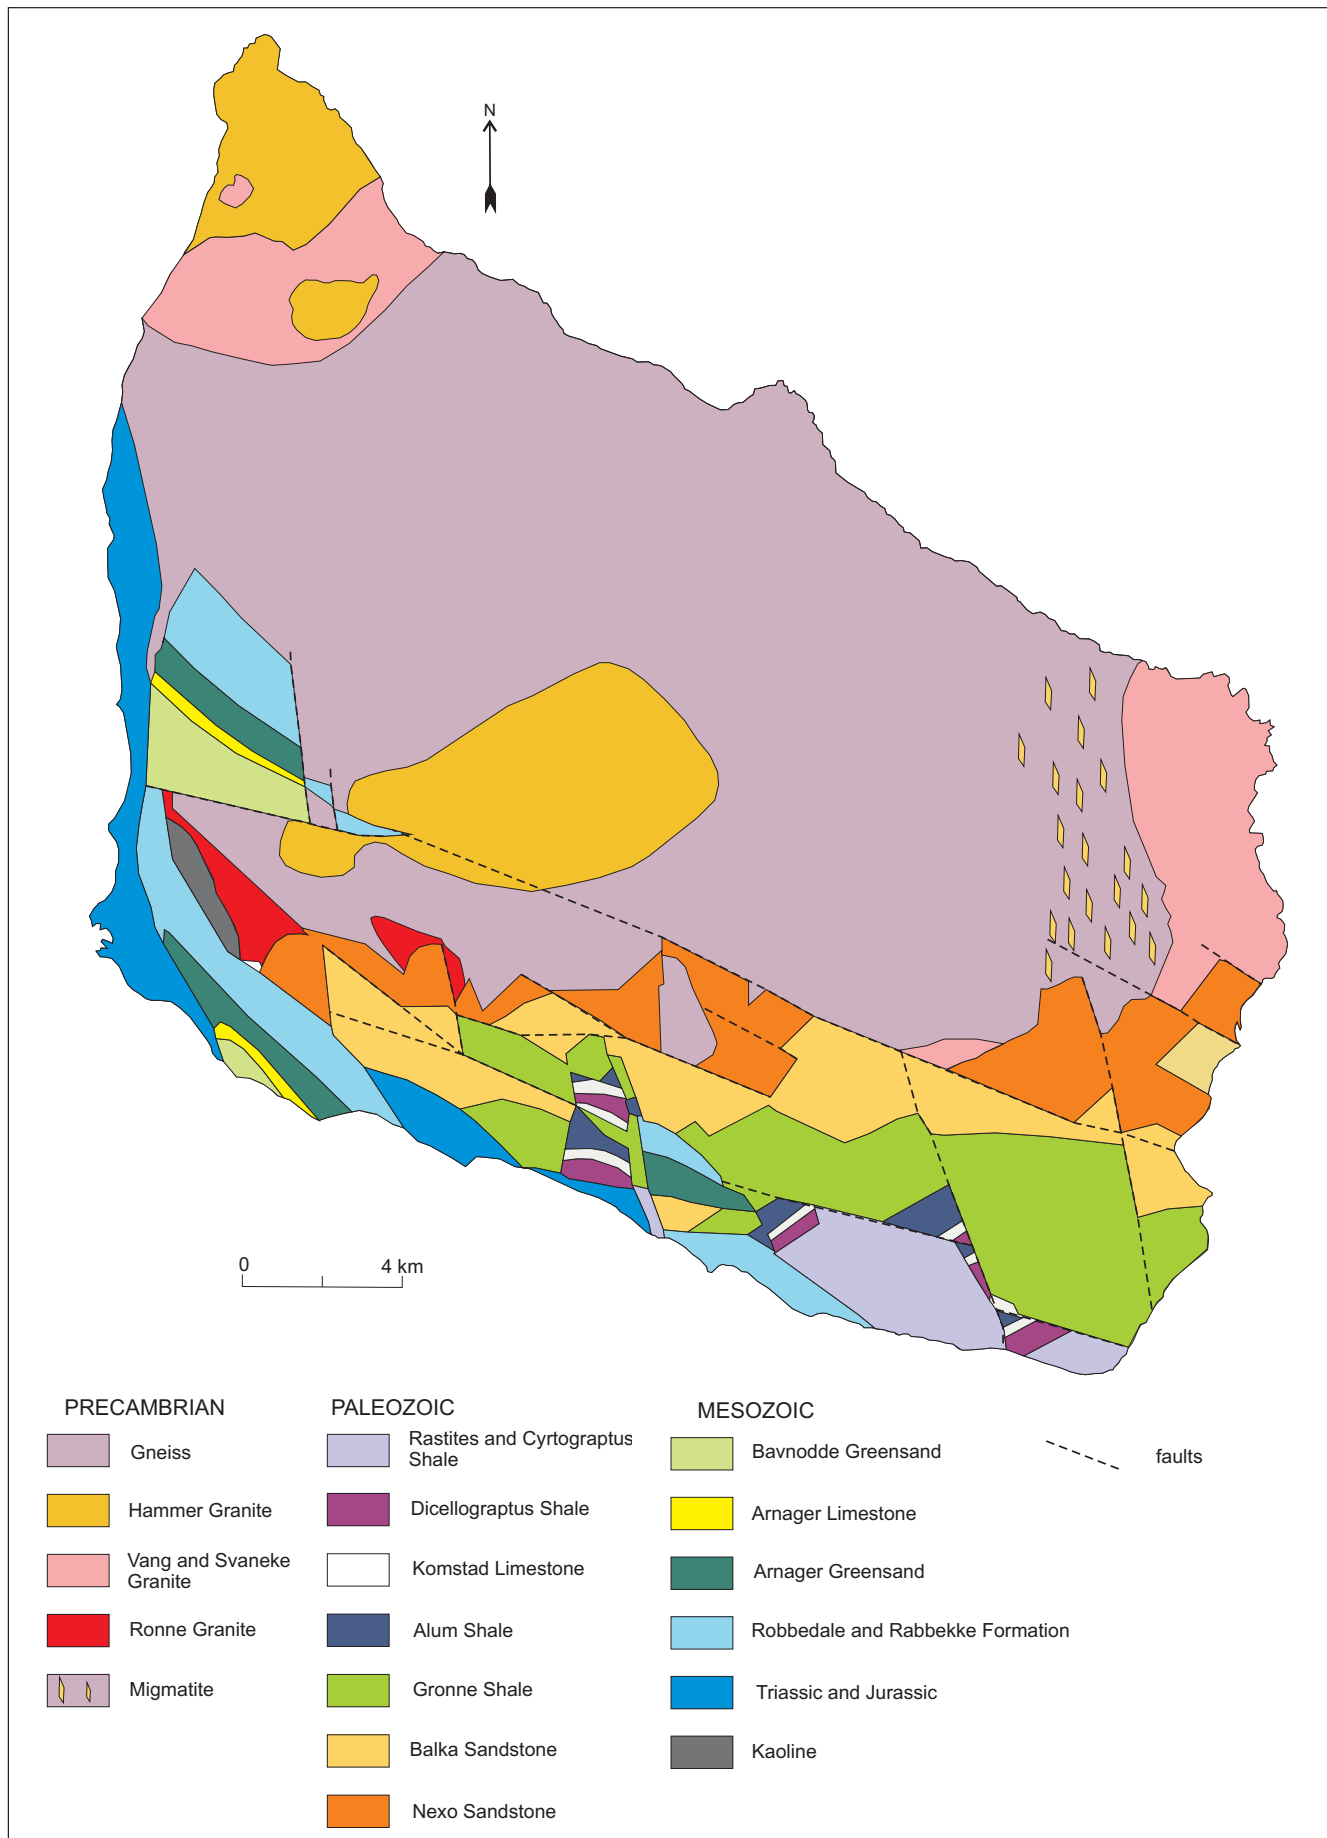 N
0
4 km
PRECAMBRIAN
Gneiss
Hammer Granite
Vang and Svaneke
Granite
Ronne Granite
Migmatite
PALEOZOIC
Rastites and Cyrtograptus
Shale
Dicellograptus Shale
Komstad Limestone
Alum Shale
Gronne Shale
Balka Sandstone
Nexo Sandstone
MESOZOIC
Bavnodde Greensand
Arnager Limestone
Arnager Greensand
Robbedale and Rabbekke Formation
Triassic and Jurassic
Kaoline
faults